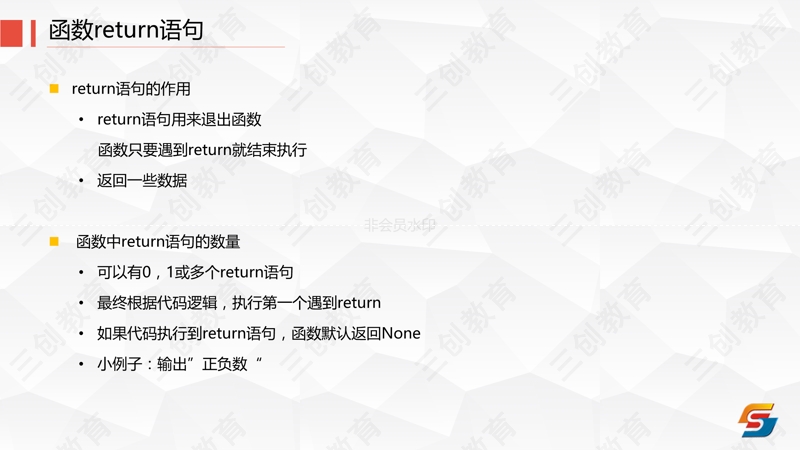 函数return语句
return语句的作用
• return语句用来退出函数
函数只要遇到return就结束执行
• 返回一些数据
非会员水印
函数中return语句的数量
• 可以有0，1或多个return语句
• 最终根据代码逻辑，执行第一个遇到return
• 如果代码执行到return语句，函数默认返回None
• 小例子：输出”正负数“
三创教育